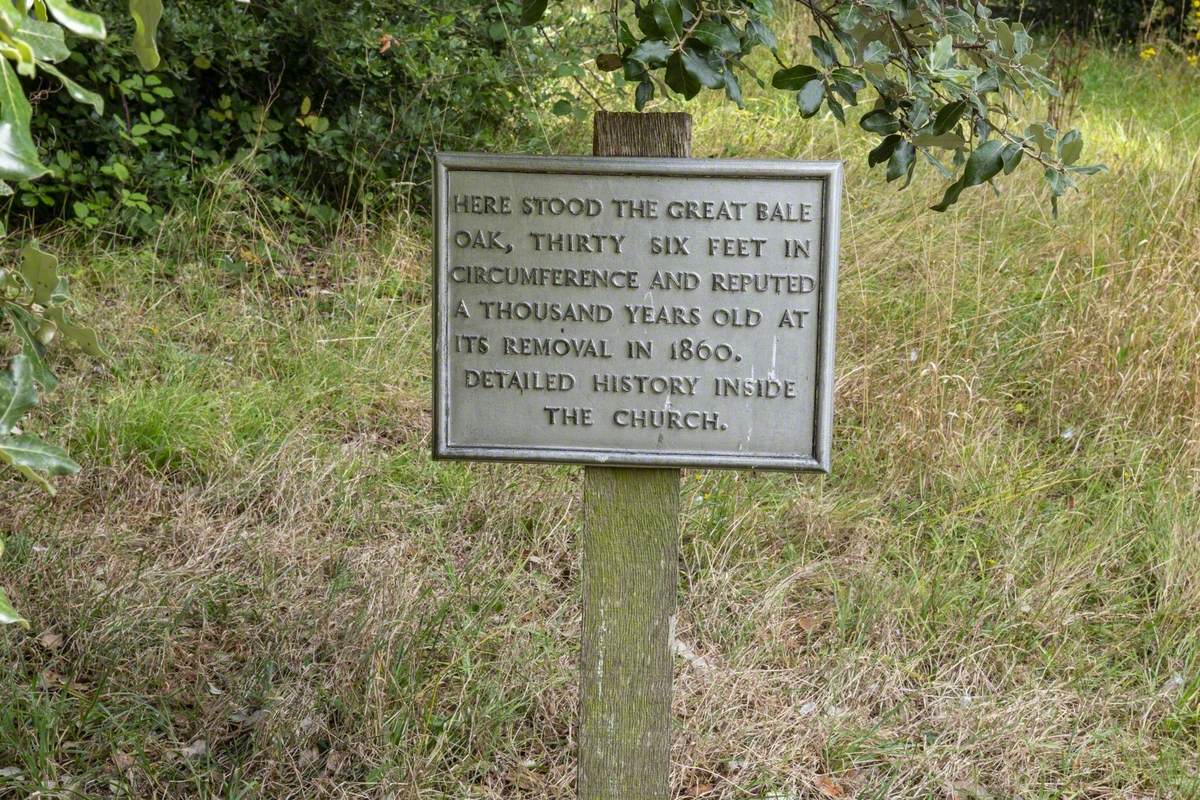 HERE STOOD THE GREAT BALE
OAK, THIRTY SIX FEET IN
CIRCUMFERENCE AND REPUTED
A THOUSAND YEARS OLD AT
ITS REMOVAL IN 1860.
DETAILED HISTORY INSIDE
THE CHURCH.